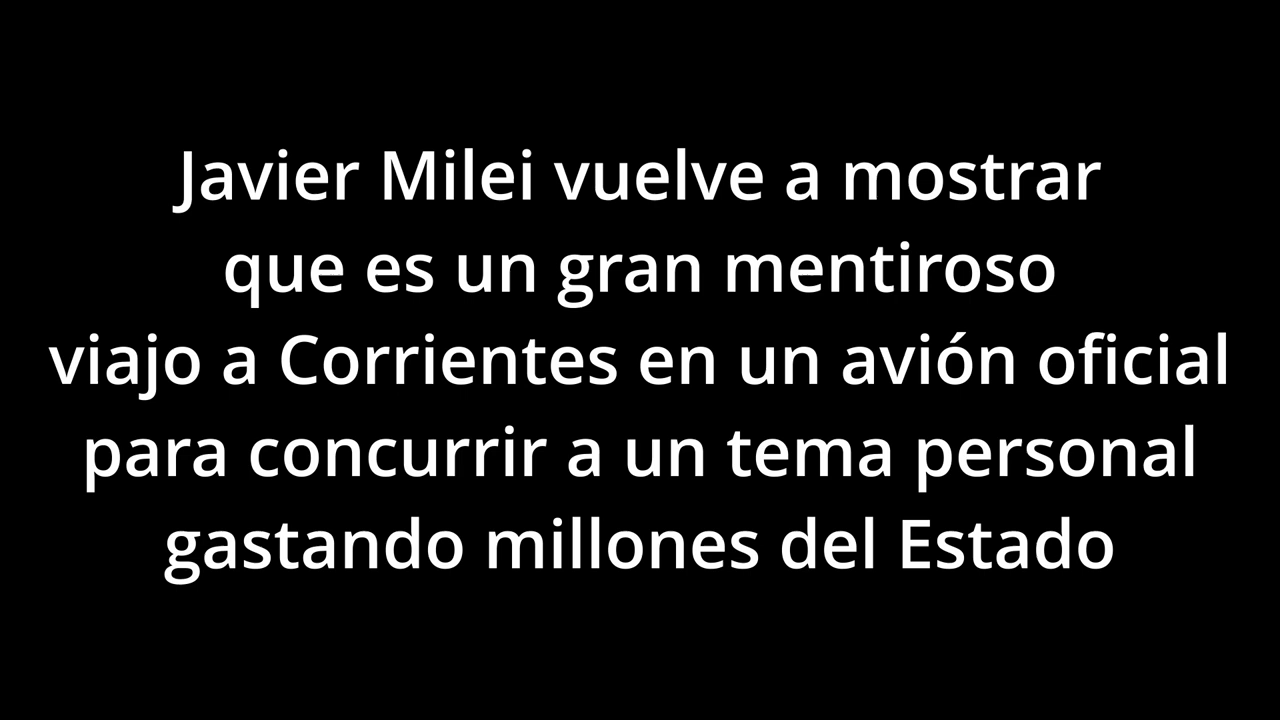 Javier Milei vuelve a mostrar
que es un gran mentiroso
viajo a Corrientes en un avión oficial
para concurrir a un tema personal
gastando millones del Estado